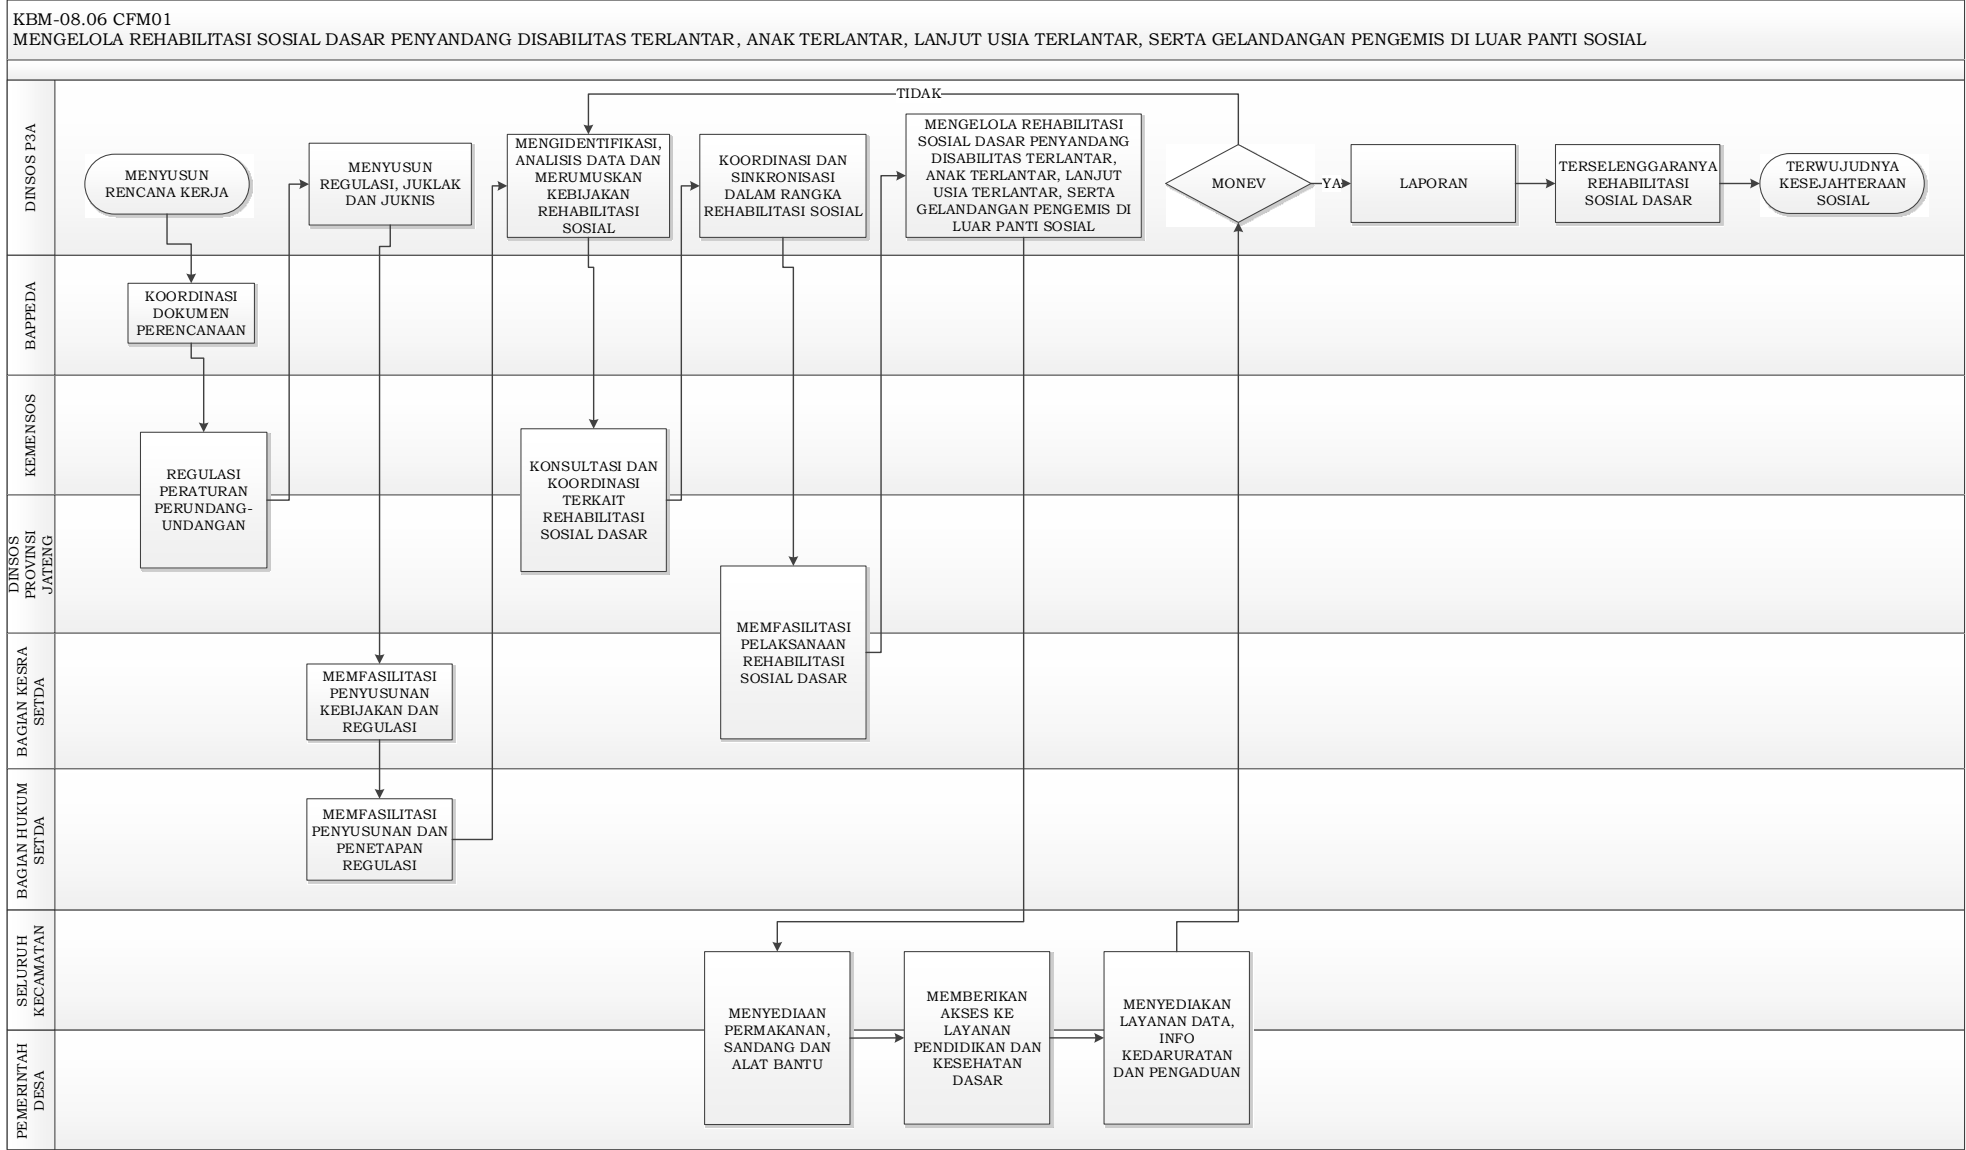 KBM-08.06 CFM01
MENGELOLA REHABILITASI SOSIAL DASAR PENYANDANG DISABILITAS TERLANTAR, ANAK TERLANTAR, LANJUT USIA TERLANTAR, SERTA GELANDANGAN PENGEMIS DI LUAR PANTI SOSIAL
DINSOS P3A
MENYUSUN
RENCANA KERJA
MENYUSUN
REGULASI, JUKLAK
DAN JUKNIS
MENGIDENTIFIKASI,
ANALISIS DATA DAN
MERUMUSKAN
KEBIJAKAN
REHABILITASI
SOSIAL
KOORDINASI DAN
SINKRONISASI
DALAM RANGKA
REHABILITASI SOSIAL
MENGELOLA REHABILITASI
SOSIAL DASAR PENYANDANG
DISABILITAS TERLANTAR,
ANAK TERLANTAR, LANJUT
USIA TERLANTAR, SERTA
GELANDANGAN PENGEMIS DI
LUAR PANTI SOSIAL
TIDAK
MONEV
YA
LAPORAN
TERSELENGGARANYA
REHABILITASI
SOSIAL DASAR
TERWUJUDNYA
KESEJAHTERAAN
SOSIAL
BAPPEDA
KOORDINASI
DOKUMEN
PERENCANAAN
KEMENSOS
REGULASI
PERATURAN
PERUNDANG-
UNDANGAN
KONSULTASI DAN
KOORDINASI
TERKAIT
REHABILITASI
SOSIAL DASAR
DINSOS
PROVINSI
JATENG
MEMFASILITASI
PELAKSANAAN
REHABILITASI
SOSIAL DASAR
BAGIAN KESRA
SETDA
MEMFASILITASI
PENYUSUNAN
KEBIJAKAN DAN
REGULASI
BAGIAN HUKUM
SETDA
MEMFASILITASI
PENYUSUNAN DAN
PENETAPAN
REGULASI
SELURUH
KECAMATAN
MENYEDIAAN
PERMAKANAN,
SANDANG DAN
ALAT BANTU
MEMBERIKAN
AKSES KE
LAYANAN
PENDIDIKAN DAN
KESEHATAN
DASAR
MENYEDIAKAN
LAYANAN DATA,
INFO
KEDARURATAN
DAN PENGADUAN
PEMERINTAH
DESA